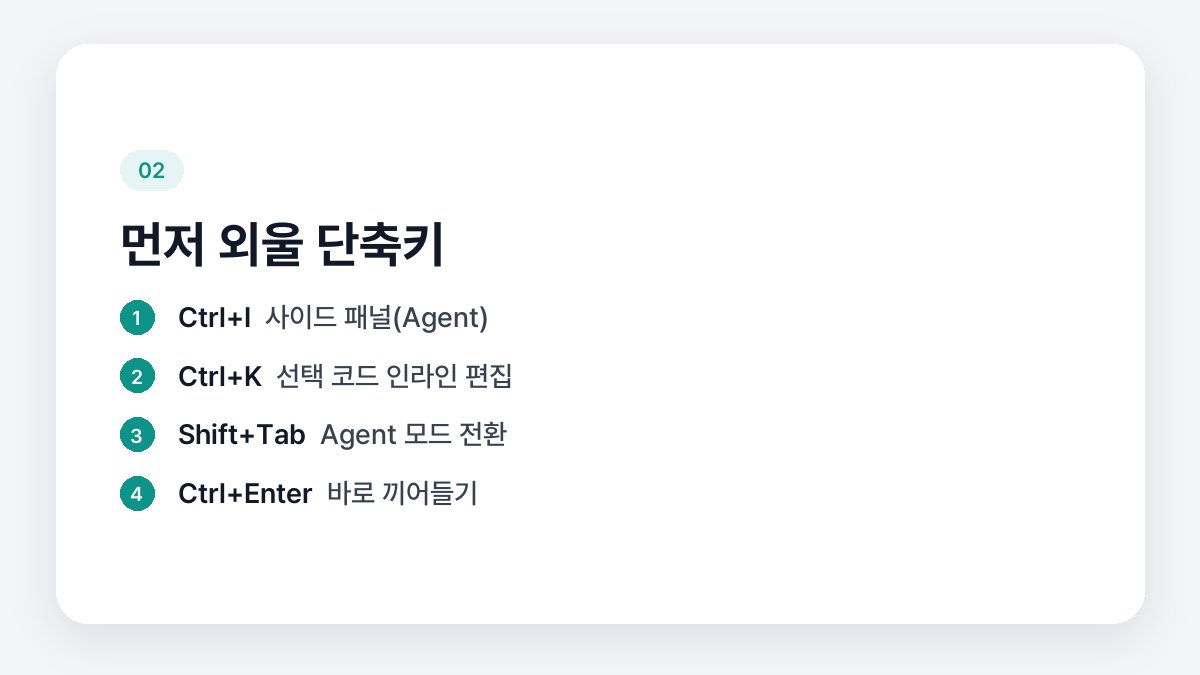 02
먼저 외울 단축키
1 Ctrl+I 사이드 패널(Agent)
2 Ctrl+K 선택 코드 인라인 편집
3 Shift+Tab Agent 모드 전환
4 Ctrl+Enter 바로 끼어들기